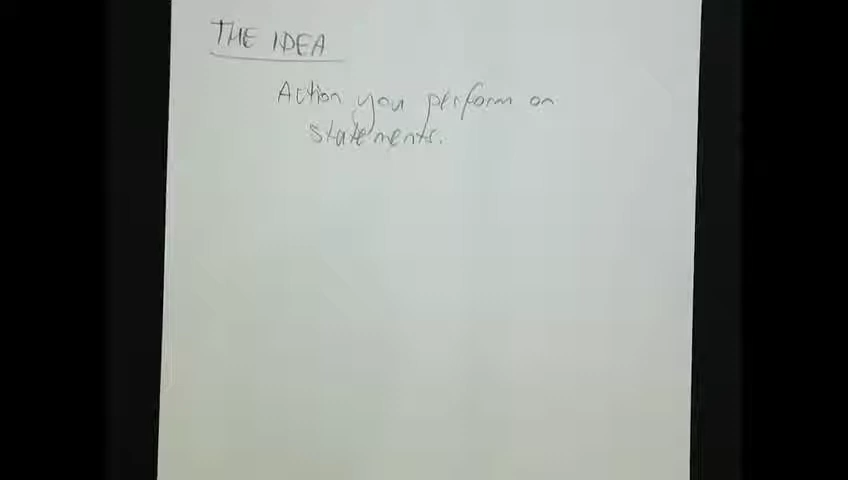 THE IDEA
Action you perform on
statements.